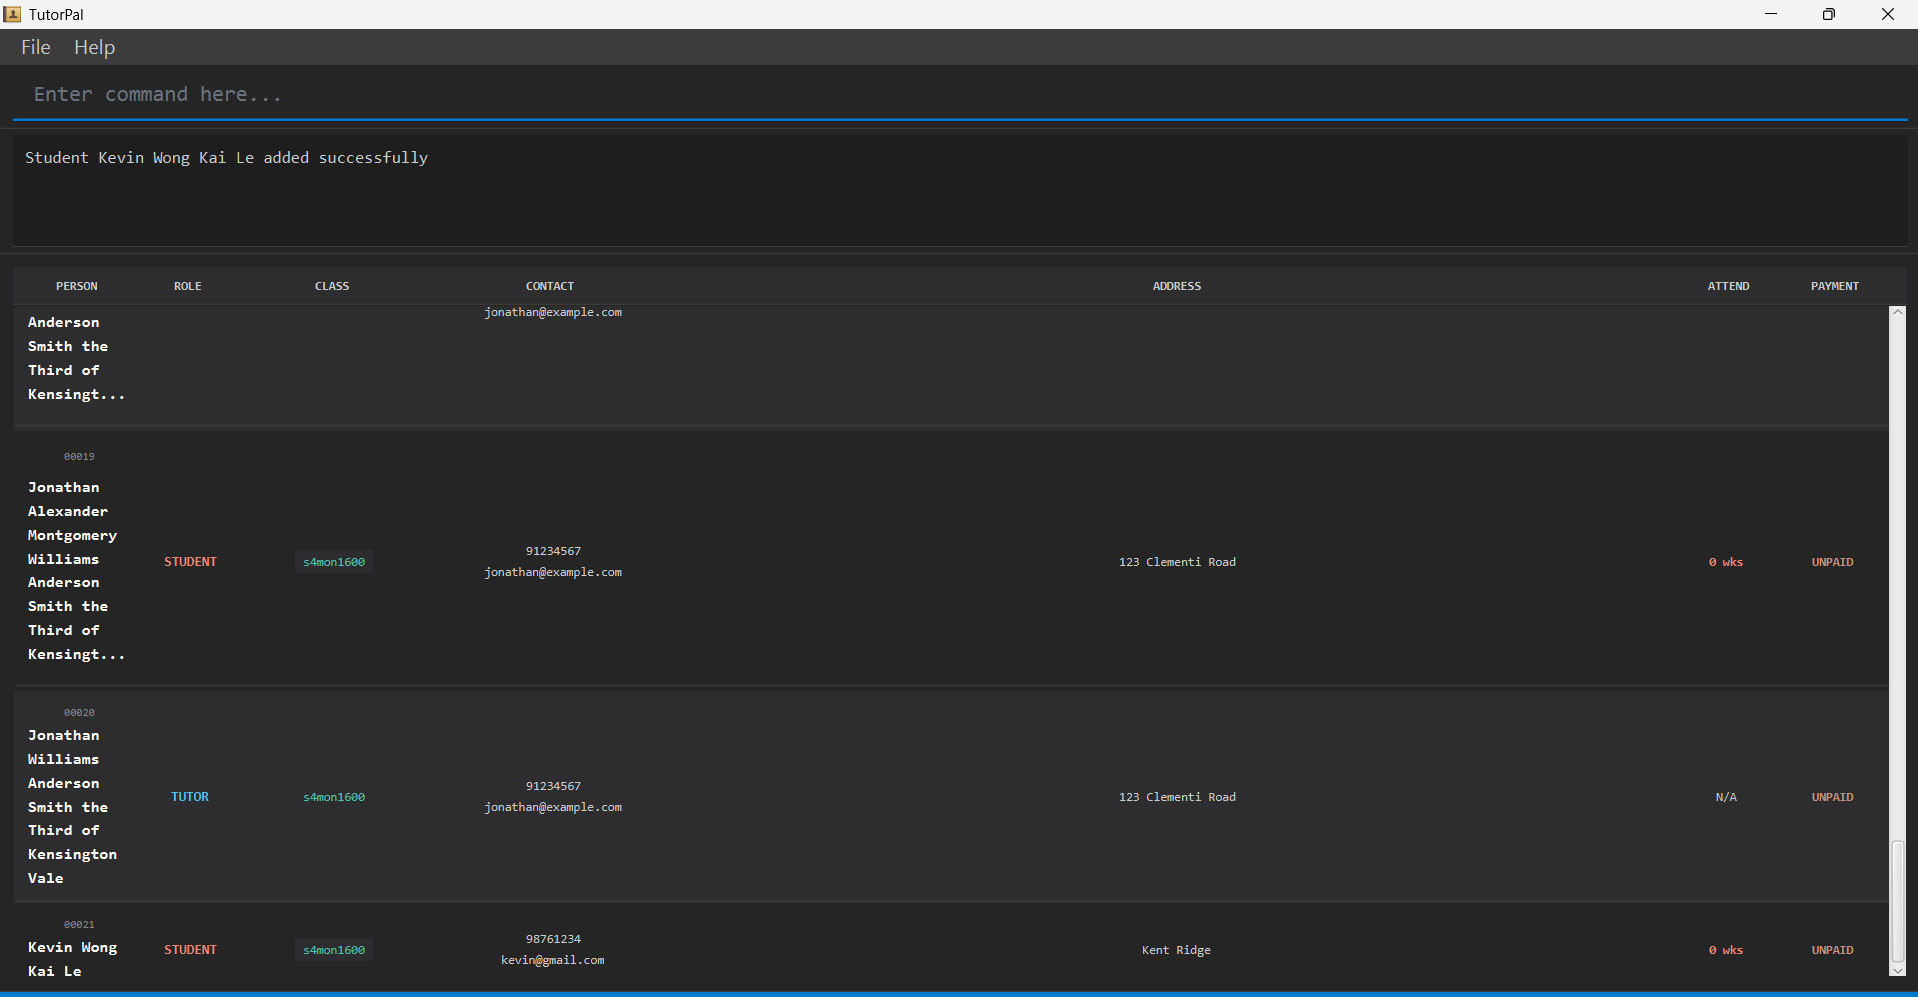 TutorPal
File Help
Enter command here...
Student Kevin Wong Kai Le added successfully
PERSON ROLE CLASS CONTACT ADDRESS ATTEND PAYMENT
jonathan@example.com
Anderson
Smith the
Third of
Kensingt...
00019
Jonathan
Alexander
Montgomery
Williams
Anderson
Smith the
Third of
Kensingt...
STUDENT
s4mon1600
91234567
jonathan@example.com
123 Clementi Road
0 wks
UNPAID
00020
Jonathan
Williams
Anderson
Smith the
Third of
Kensington
Vale
TUTOR
s4mon1600
91234567
jonathan@example.com
123 Clementi Road
N/A
UNPAID
00021
Kevin Wong
Kai Le
STUDENT
s4mon1600
98761234
kevin@gmail.com
Kent Ridge
0 wks
UNPAID